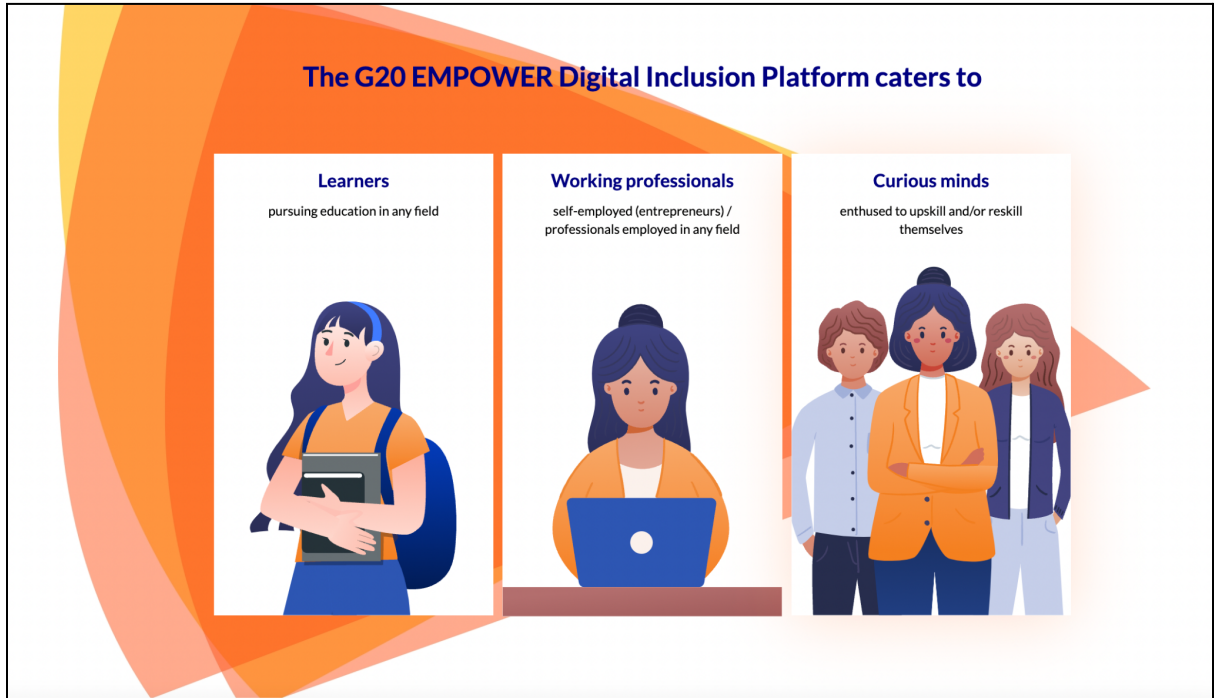 The G20 EMPOWER Digital Inclusion Platform caters to
Learners
pursuing education in any field
Working professionals
self-employed (entrepreneurs) /
professionals employed in any field
Curious minds
enthused to upskill and/or reskill
themselves